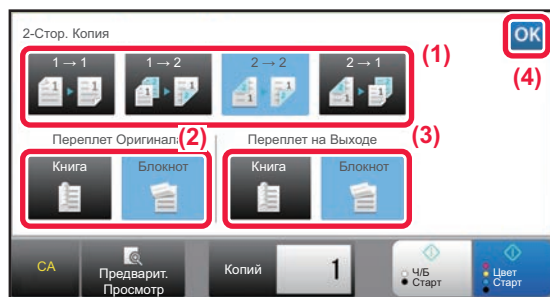 2-Стор. Копия
OK
(1)
(4)
1 → 1
1 → 2
2 → 2
2 → 1
Переплет Оригинала
(2)
Переплет на Выходе
(3)
Книга
Блокнот
Книга
Блокнот
CA
Предварит.
Просмотр
Копий
1
Ч/Б
Старт
Цвет
Старт